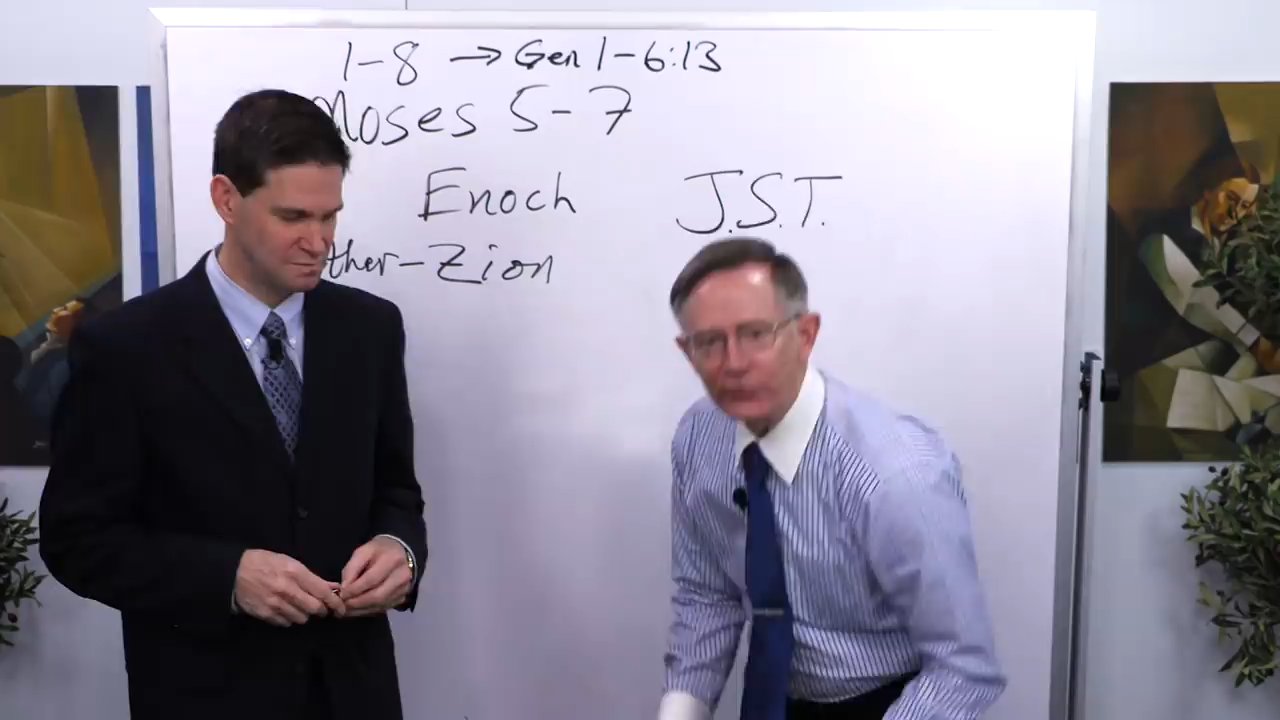 1-8 → Gen 1-6:13
Moses 5-7
Enoch J.S.T.
ther-Zion